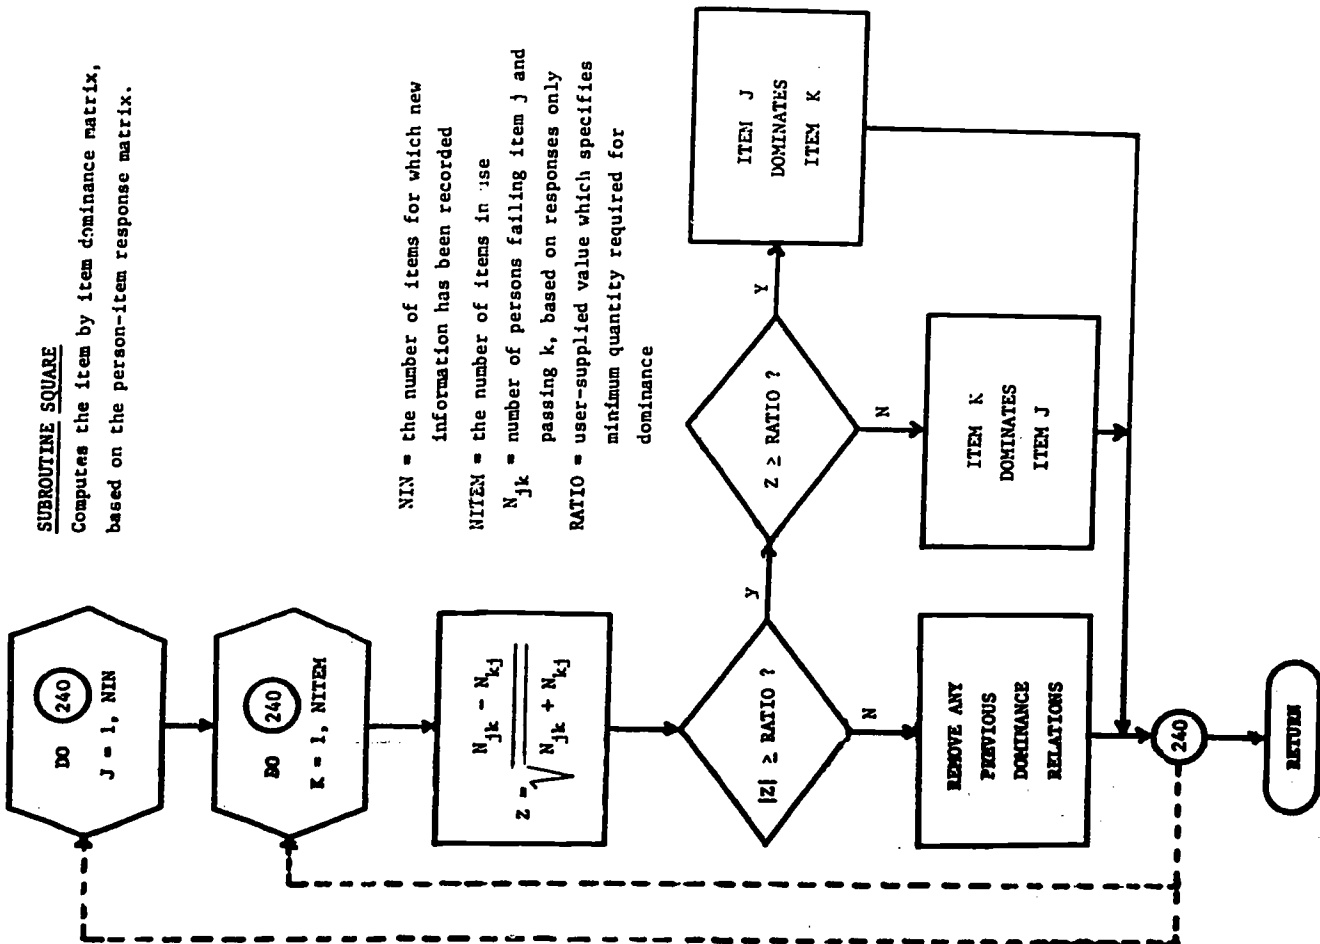 SUBROUTINE SQUARE
Computes the item by item dominance matrix,
based on the person-item response matrix.
NIN = the number of items for which new
information has been recorded
NITEM = the number of items in use
N_jk = number of persons failing item j and
passing k, based on responses only
RATIO = user-supplied value which specifies
minimum quantity required for
dominance
DO 240
J = 1, NIN
DO 240
K = 1, NITEM
Z = N_jk - N_kj
√ N_jk + N_kj
|Z| ≥ RATIO ?
Y
N
Z ≥ RATIO ?
Y
N
REMOVE ANY
PREVIOUS
DOMINANCE
RELATIONS
ITEM K
DOMINATES
ITEM J
ITEM J
DOMINATES
ITEM K
240
RETURN